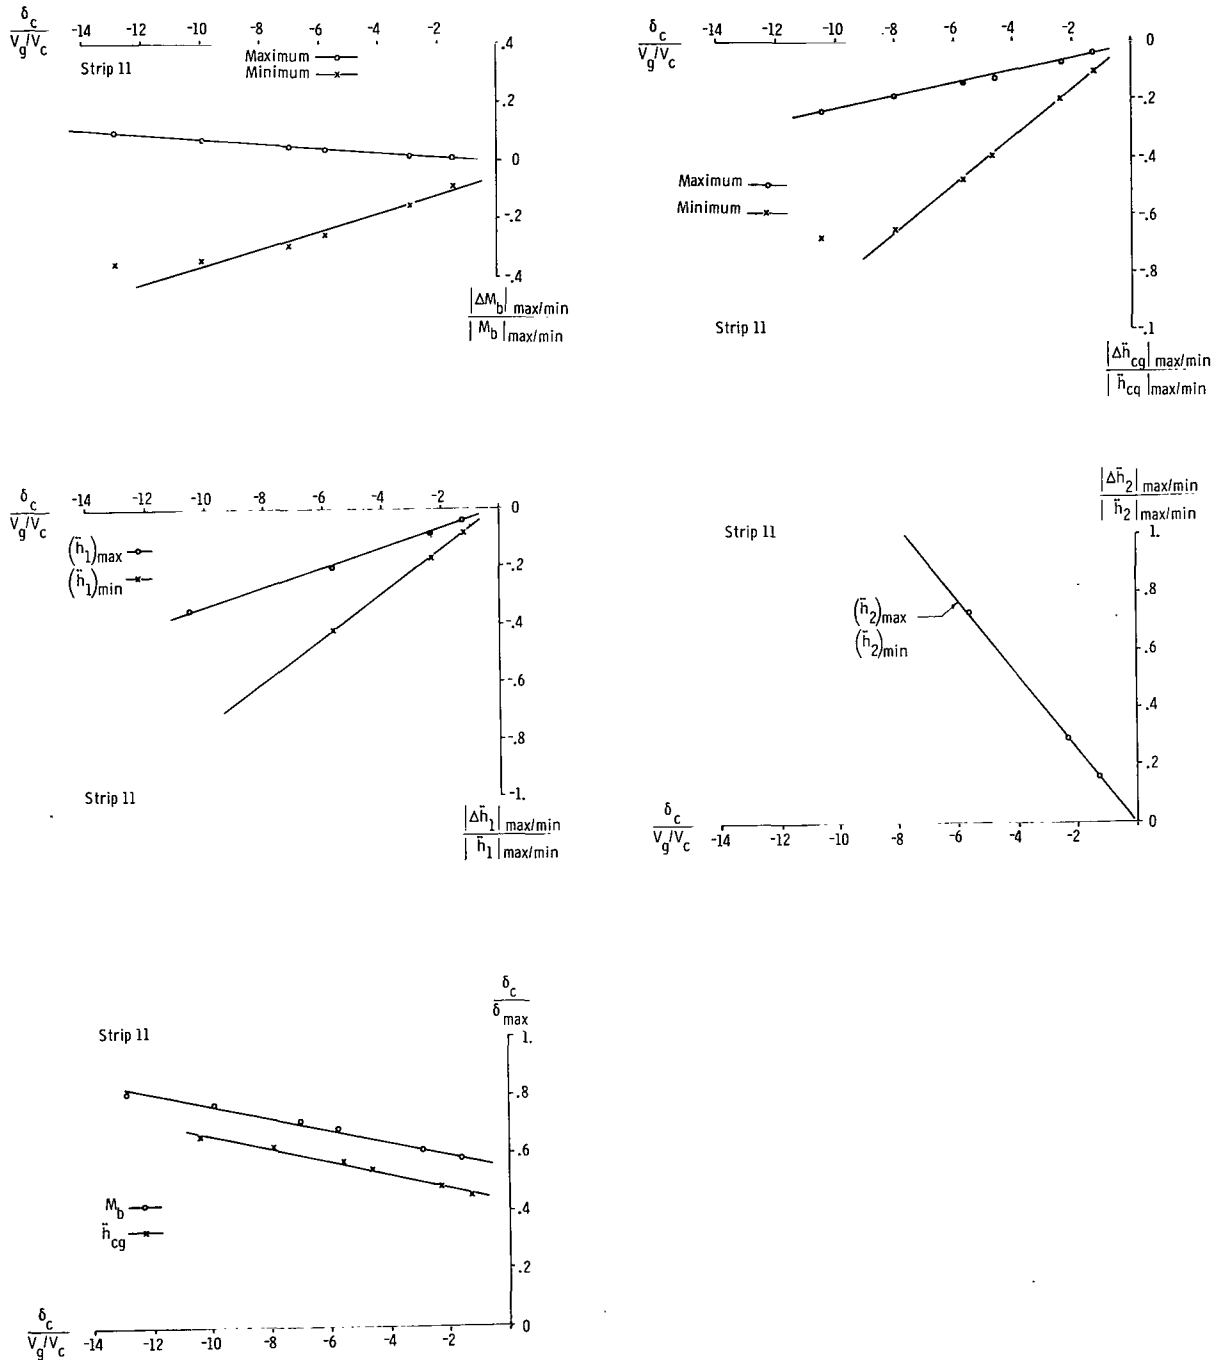 δc
Vg/Vc
-14 -12 -10 -8 -6 -4 -2
.4
Maximum
Minimum
Strip 11
.2
0
-.2
-.4
|ΔMb| max/min
|Mb| max/min
δc
Vg/Vc
-14 -12 -10 -8 -6 -4 -2
0
-.2
-.4
Maximum
Minimum
-.6
-.8
Strip 11
-.1
|Δḧcg| max/min
|ḧcg| max/min
δc
Vg/Vc
-14 -12 -10 -8 -6 -4 -2
0
(ḧ1)max
(ḧ1)min
-.2
-.4
-.6
-.8
Strip 11
-1.
|Δḧ1| max/min
|ḧ1| max/min
|Δḧ2| max/min
|ḧ2| max/min
Strip 11
1.
.8
(ḧ2)max
(ḧ2)min
.6
.4
.2
0
δc
Vg/Vc
-14 -12 -10 -8 -6 -4 -2
δc
δmax
Strip 11
1.
.8
.6
.4
Mb
ḧcg
.2
0
δc
Vg/Vc
-14 -12 -10 -8 -6 -4 -2